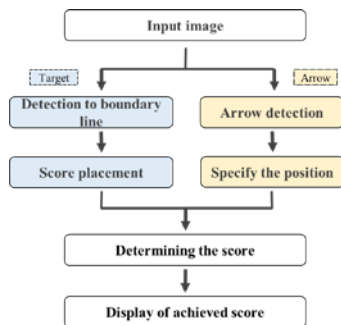 Input image
Target
Arrow
Detection to boundary
line
Arrow detection
Score placement
Specify the position
Determining the score
Display of achieved score